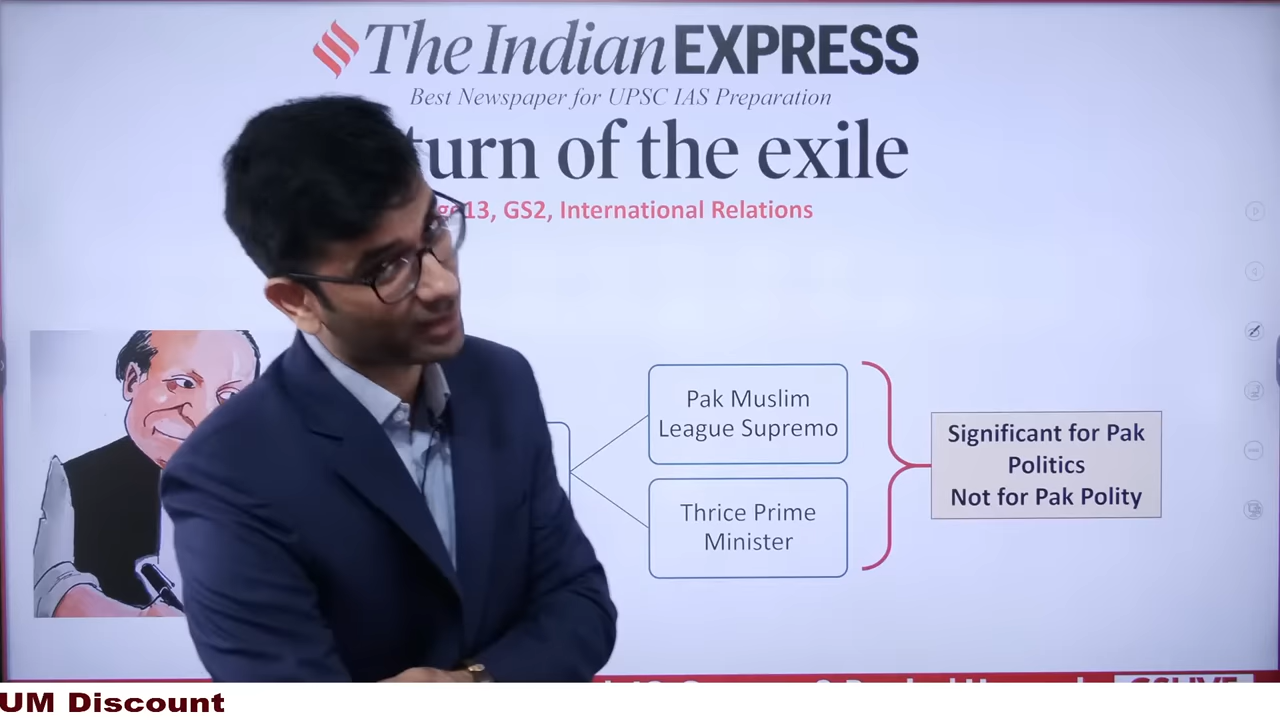 The Indian EXPRESS
Best Newspaper for UPSC IAS Preparation
turn of the exile
13, GS2, International Relations
Pak Muslim
League Supremo
Thrice Prime
Minister
Significant for Pak
Politics
Not for Pak Polity
UM Discount